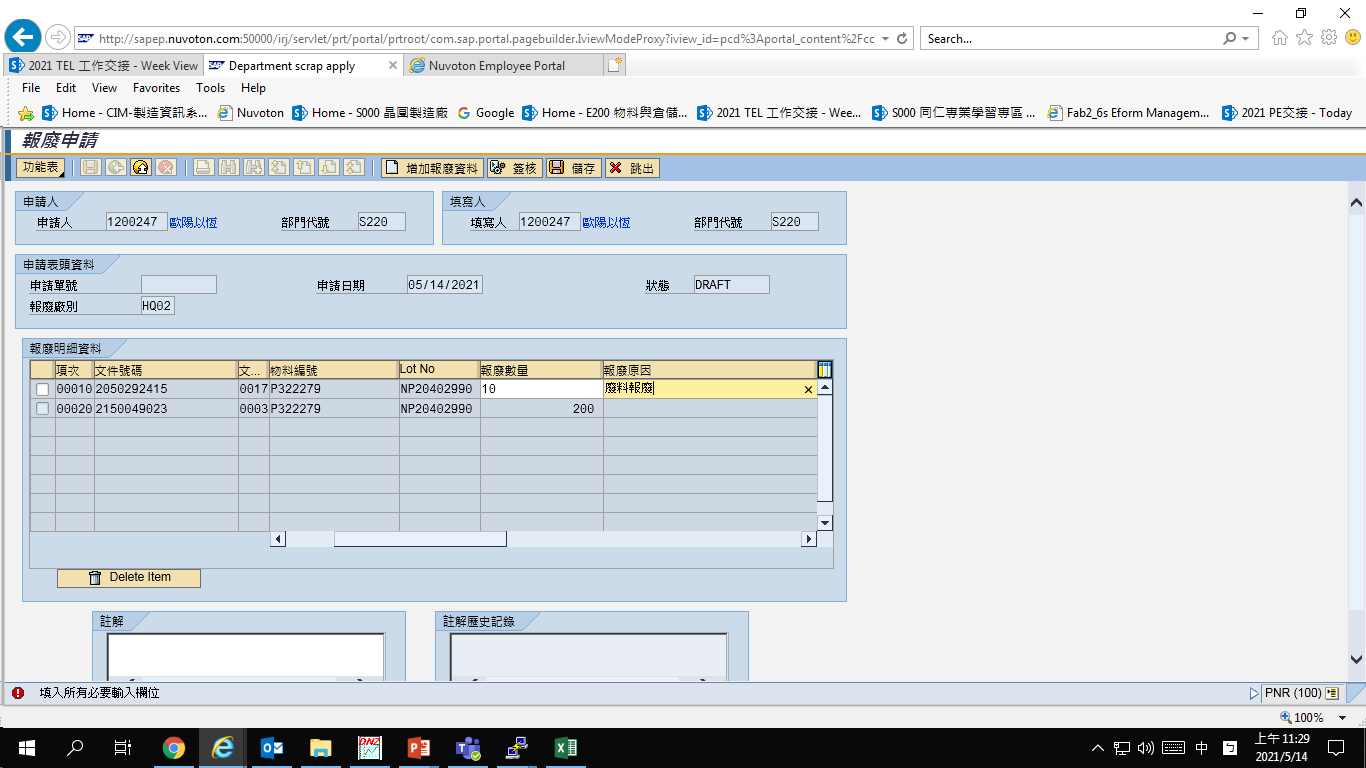 http://sapep.nuvoton.com:50000/irj/servlet/prt/portal/prtroot/com.sap.portal.pagebuilder.IviewModeProxy?iview_id=pcd%3Aportal_content%2Fcc
Search...
2021 TEL 工作交接 - Week View
Department scrap apply
Nuvoton Employee Portal
File Edit View Favorites Tools Help
Home - CIM-製造資訊系... Nuvoton Home - S000 晶圓製造廠 Google Home - E200 物料與倉儲... 2021 TEL 工作交接 - Wee... S000 同仁專業學習專區 ... Fab2_6s Eform Managem... 2021 PE交接 - Today
報廢申請
功能表 增加報廢資料 簽核 儲存 跳出
申請人 填寫人
申請人 1200247 歐陽以恆 部門代號 S220 填寫人 1200247 歐陽以恆 部門代號 S220
申請表頭資料
申請單號 申請日期 05/14/2021 狀態 DRAFT
報廢廠別 HQ02
報廢明細資料
項次 文件號碼 文... 物料編號 Lot No 報廢數量 報廢原因
00010 2050292415 0017 P322279 NP20402990 10 廢料報廢
00020 2150049023 0003 P322279 NP20402990 200
Delete Item
註解 註解歷史記錄
填入所有必要輸入欄位 PNR (100)
100%
上午 11:29
中
2021/5/14